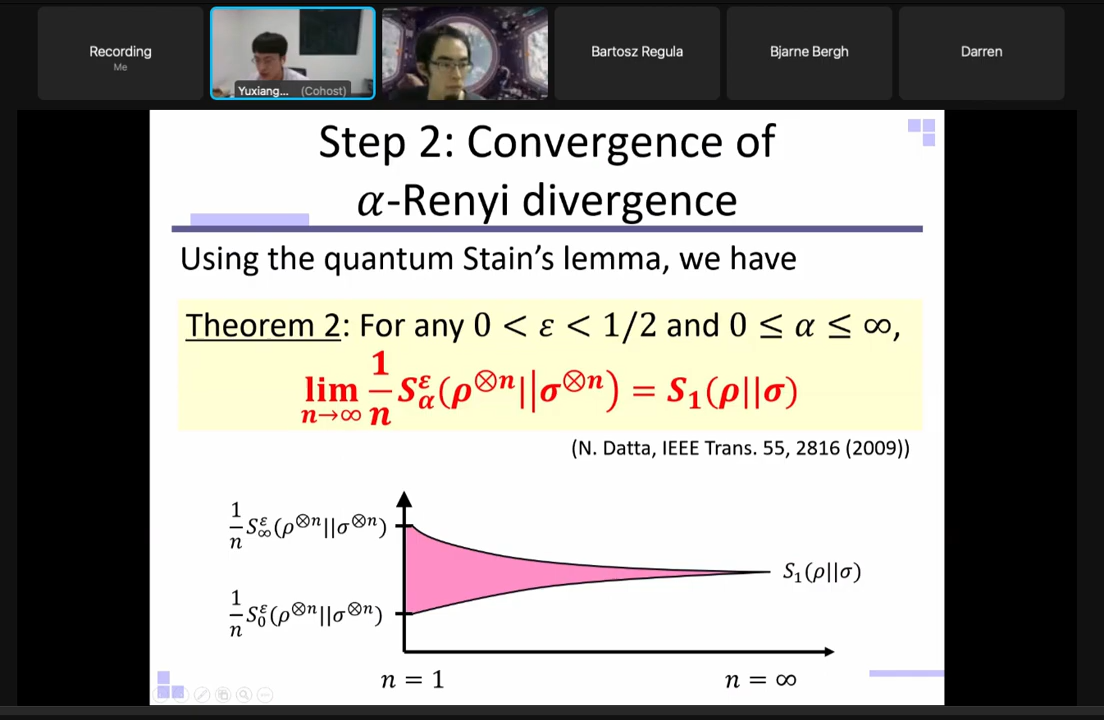 Recording
Me
Yuxiang... (Cohost)
Bartosz Regula
Bjarne Bergh
Darren
Step 2: Convergence of
α-Renyi divergence
Using the quantum Stain’s lemma, we have
Theorem 2: For any 0 < ε < 1/2 and 0 ≤ α ≤ ∞,
lim n→∞ 1/n S^ε_α(ρ^⊗n||σ^⊗n) = S₁(ρ||σ)
(N. Datta, IEEE Trans. 55, 2816 (2009))
1/n S^ε_∞(ρ^⊗n||σ^⊗n)
S₁(ρ||σ)
1/n S^ε_0(ρ^⊗n||σ^⊗n)
n = 1
n = ∞